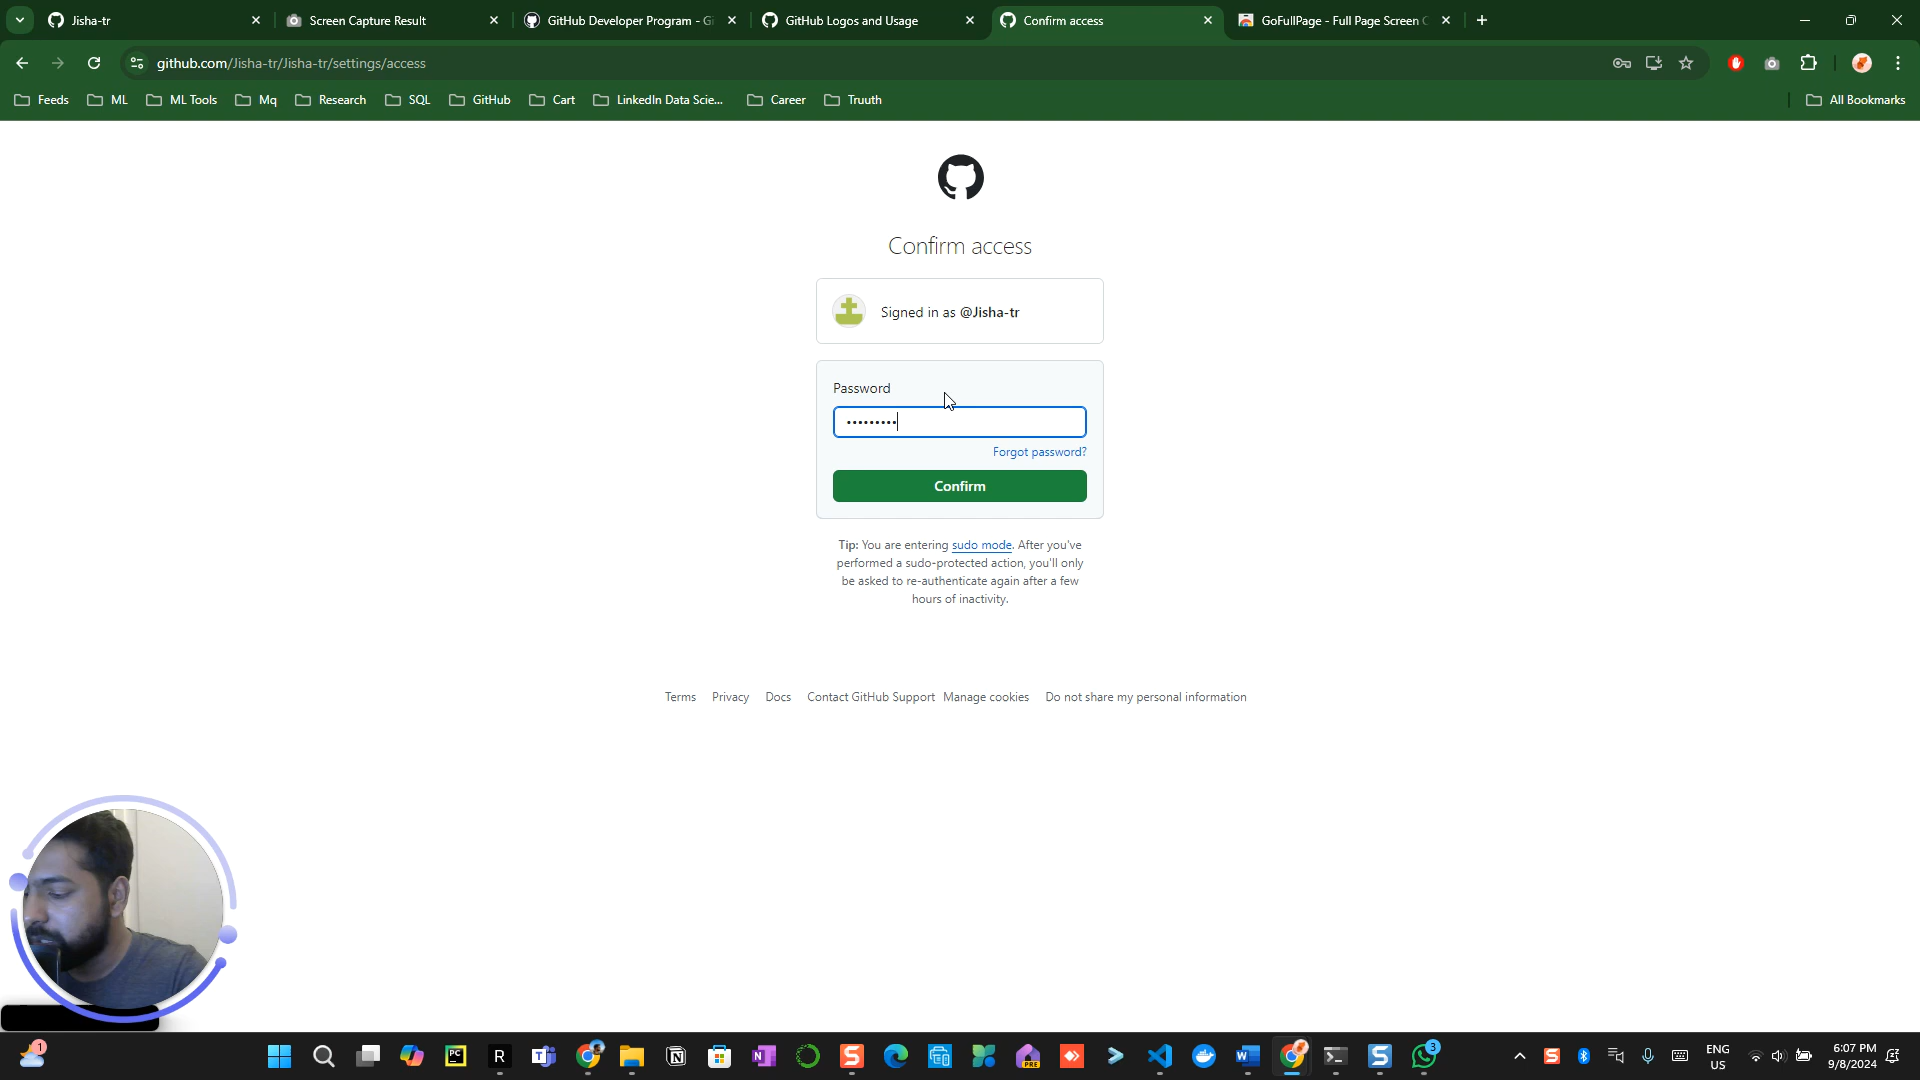 Jisha-tr
Screen Capture Result
GitHub Developer Program - Gi
GitHub Logos and Usage
Confirm access
GoFullPage - Full Page Screen C
github.com/Jisha-tr/Jisha-tr/settings/access
Feeds
ML
ML Tools
Mq
Research
SQL
GitHub
Cart
LinkedIn Data Scie...
Career
Truuth
All Bookmarks
Confirm access
Signed in as @Jisha-tr
Password
•••••••••
Forgot password?
Confirm
Tip: You are entering sudo mode. After you've
performed a sudo-protected action, you'll only
be asked to re-authenticate again after a few
hours of inactivity.
Terms Privacy Docs Contact GitHub Support Manage cookies Do not share my personal information
1
PC
R
T
N
N
S
PRE
W
S
3
S
ENG
US
6:07 PM
9/8/2024